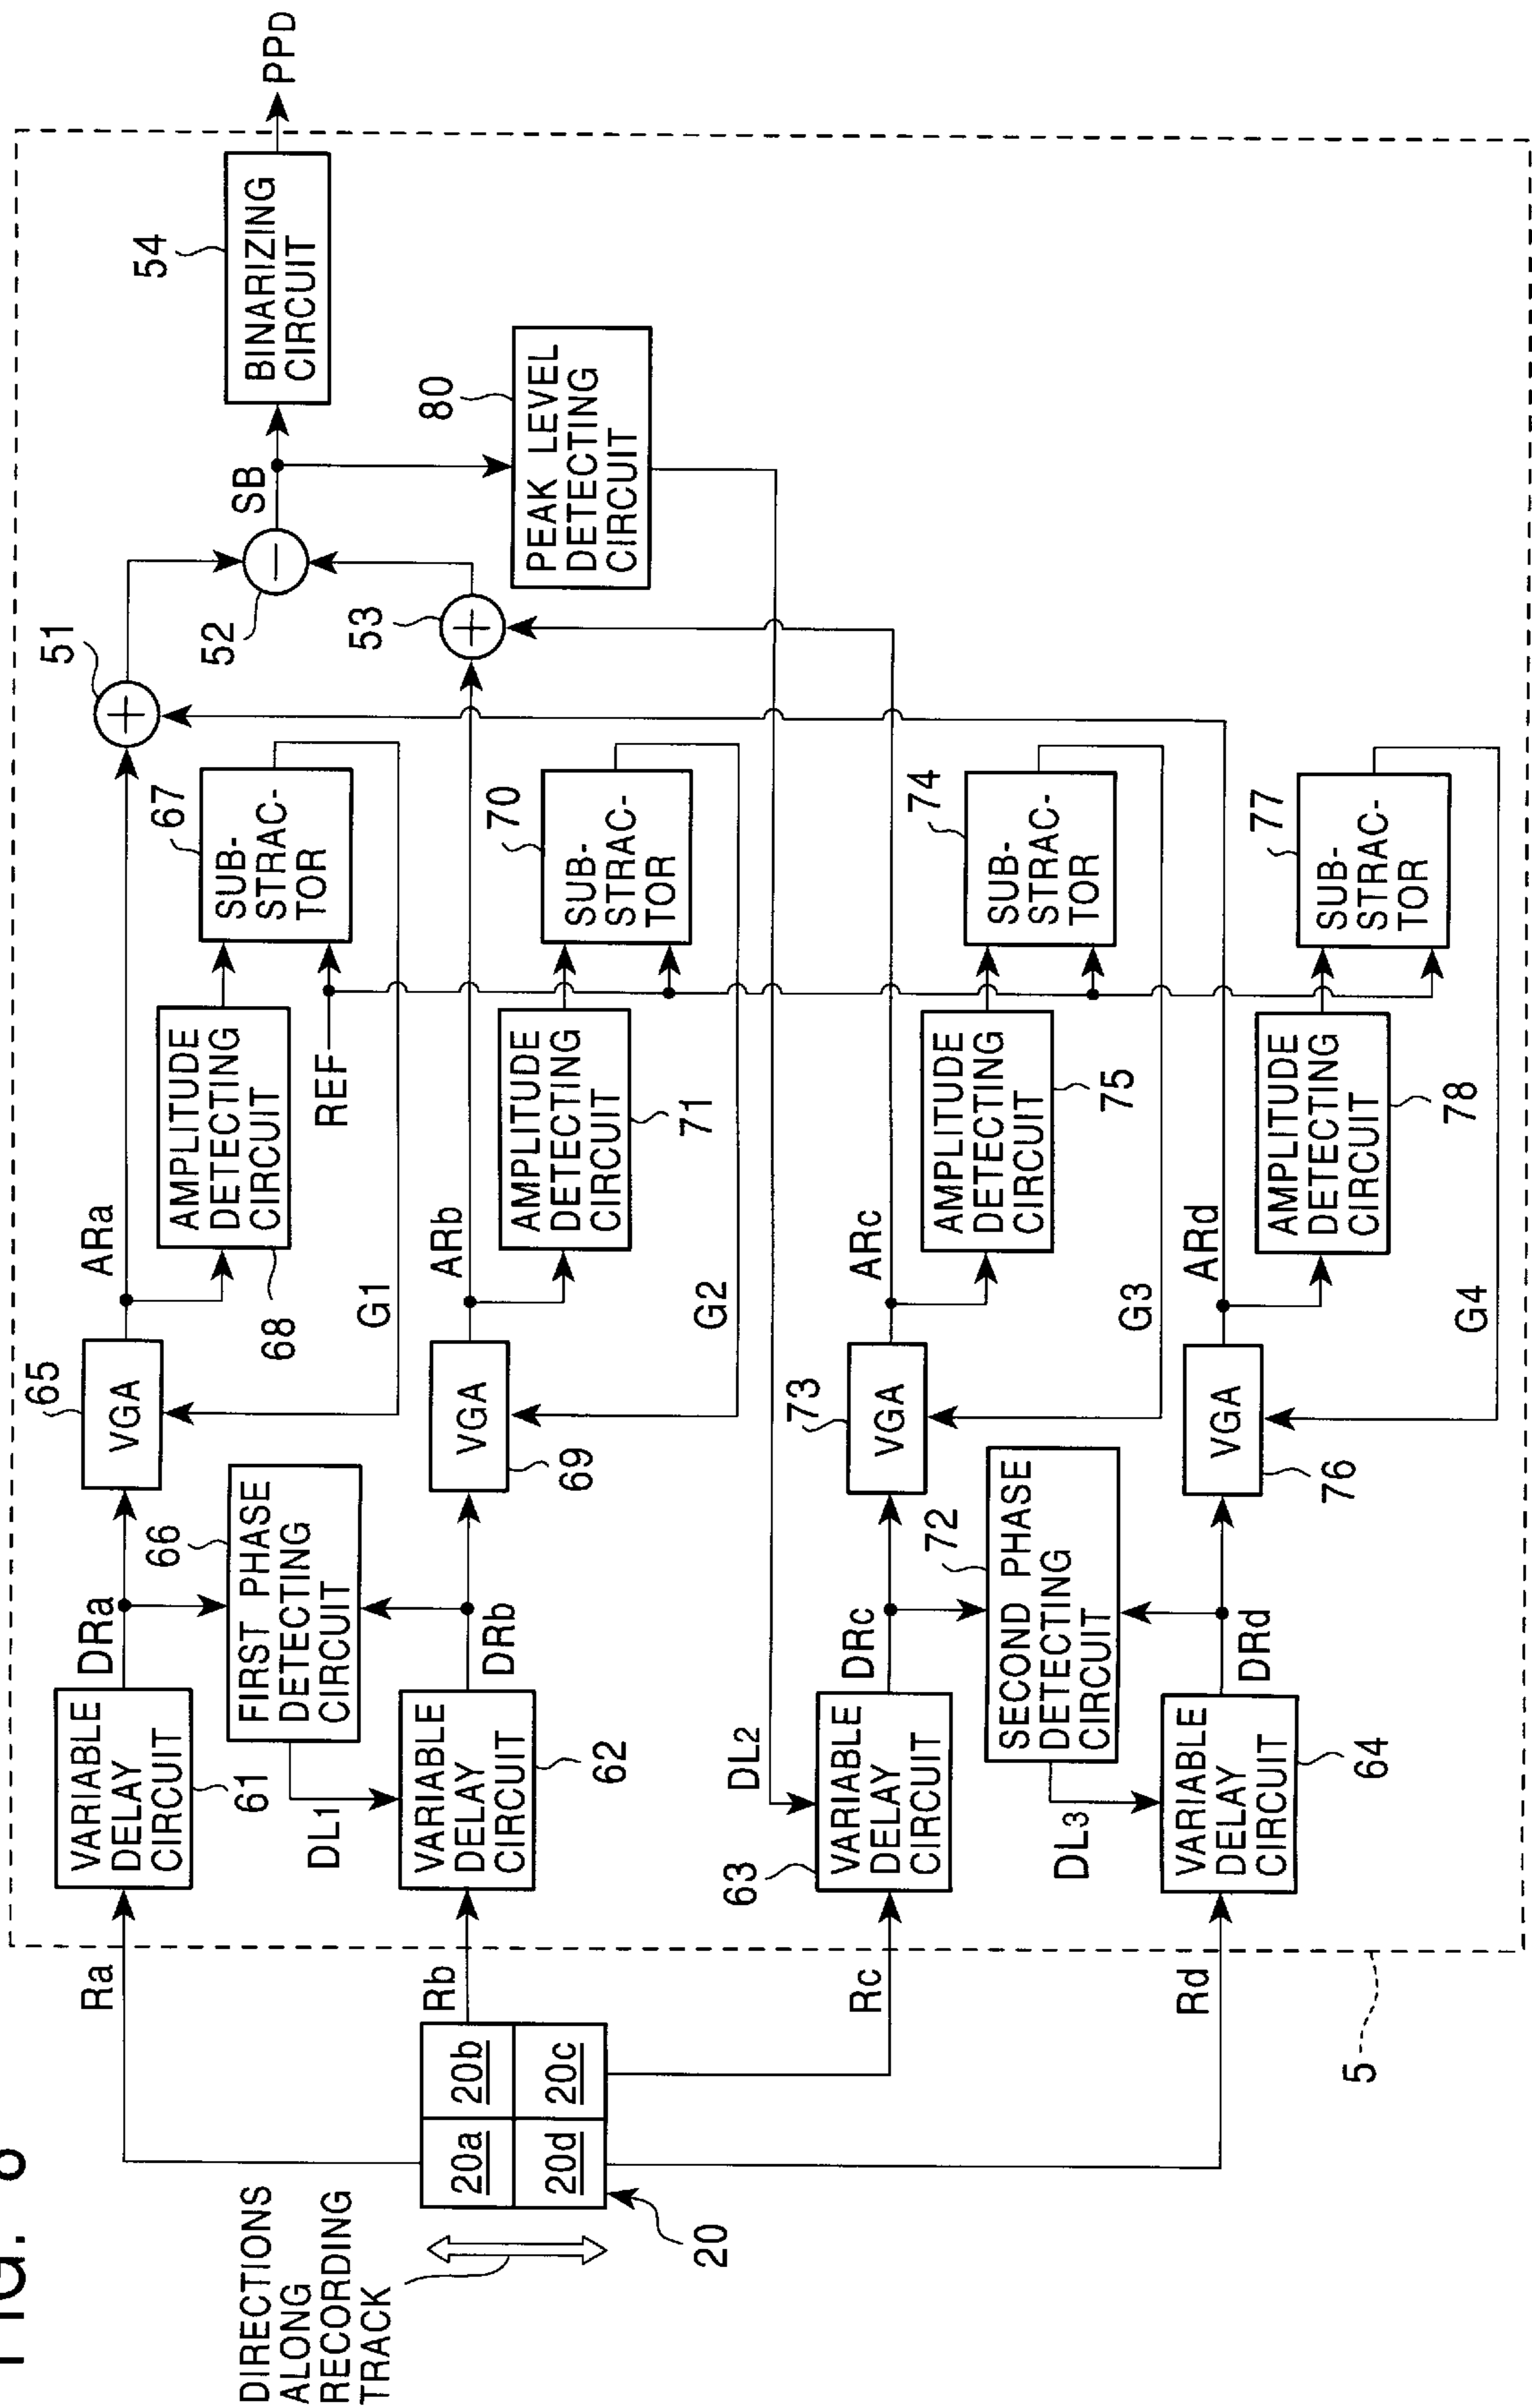 FIG. 8
DIRECTIONS
ALONG
RECORDING
TRACK
20
20a
20b
20d
20c
Ra
Rb
Rc
Rd
5
VARIABLE
DELAY
CIRCUIT
61
DRa
FIRST PHASE
DETECTING
CIRCUIT
66
DL1
VARIABLE
DELAY
CIRCUIT
62
DRb
DL2
63
VARIABLE
DELAY
CIRCUIT
DRc
SECOND PHASE
DETECTING
CIRCUIT
72
DL3
VARIABLE
DELAY
CIRCUIT
64
DRd
65
VGA
ARa
68
AMPLITUDE
DETECTING
CIRCUIT
REF
67
SUB-
STRAC-
TOR
G1
VGA
69
ARb
AMPLITUDE
DETECTING
CIRCUIT
71
70
SUB-
STRAC-
TOR
G2
73
VGA
ARc
AMPLITUDE
DETECTING
CIRCUIT
75
74
SUB-
STRAC-
TOR
G3
VGA
76
ARd
AMPLITUDE
DETECTING
CIRCUIT
78
77
SUB-
STRAC-
TOR
G4
51
+
52
−
53
+
SB
80
PEAK LEVEL
DETECTING
CIRCUIT
54
BINARIZING
CIRCUIT
PPD